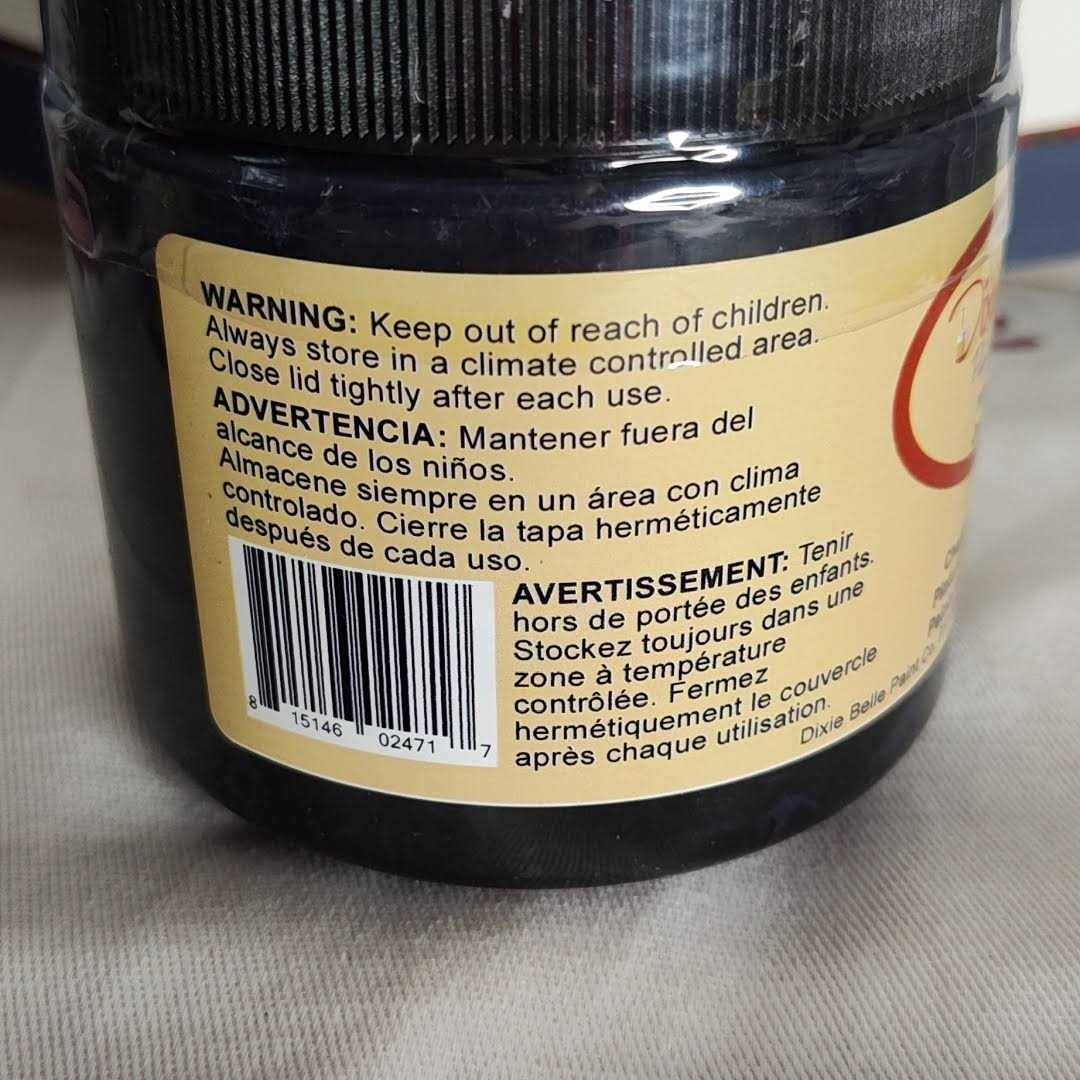 WARNING: Keep out of reach of children.
Always store in a climate controlled area.
Close lid tightly after each use.
ADVERTENCIA: Mantener fuera del
alcance de los niños.
Almacene siempre en un área con clima
controlado. Cierre la tapa herméticamente
después de cada uso.
AVERTISSEMENT: Tenir
hors de portée des enfants.
Stockez toujours dans une
zone à température
contrôlée. Fermez
hermétiquement le couvercle
après chaque utilisation.
8 15146 02471 7
Dixie Belle Paint Co.